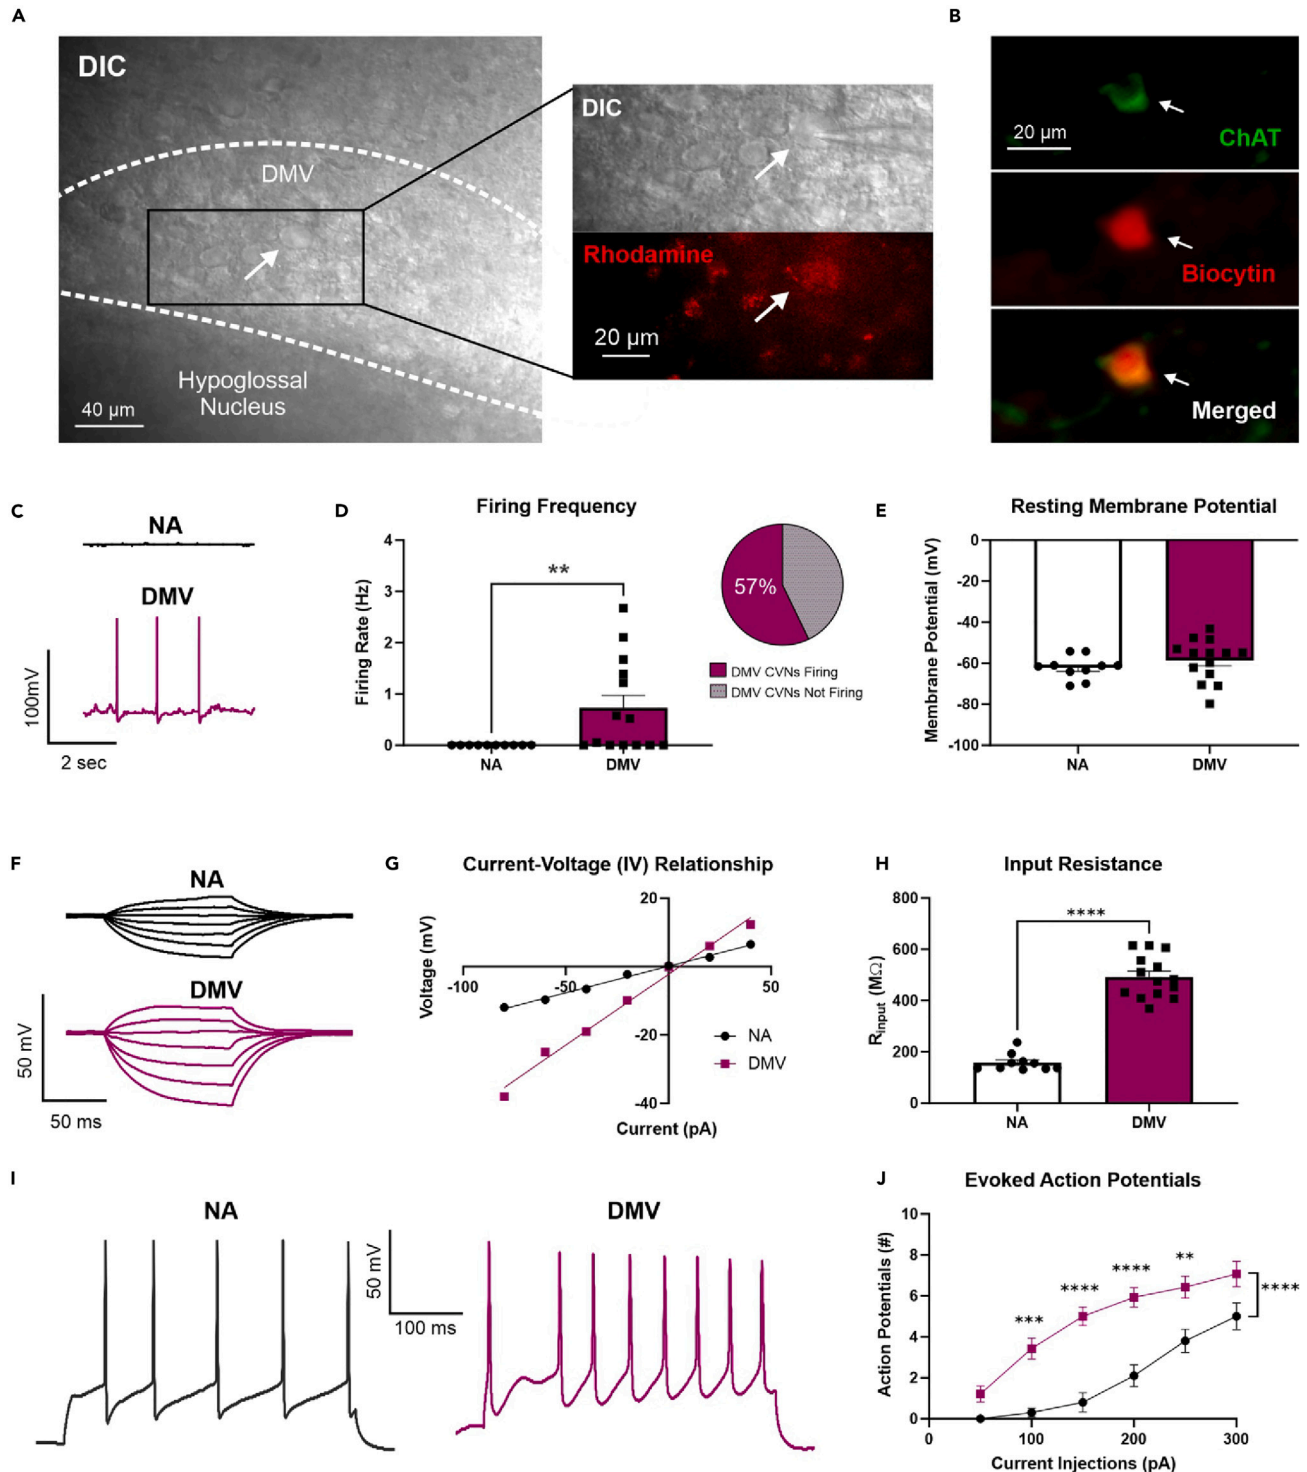 A
DIC
DMV
Hypoglossal
Nucleus
40 µm
DIC
Rhodamine
20 µm
B
20 µm
ChAT
Biocytin
Merged
C
NA
DMV
100mV
2 sec
D
Firing Frequency
Firing Rate (Hz)
4
3
2
1
0
**
NA
DMV
57%
DMV CVNs Firing
DMV CVNs Not Firing
E
Resting Membrane Potential
Membrane Potential (mV)
0
-20
-40
-60
-80
-100
NA
DMV
F
NA
DMV
50 mV
50 ms
G
Current-Voltage (IV) Relationship
Voltage (mV)
20
-100
-50
50
-20
-40
NA
DMV
Current (pA)
H
Input Resistance
Rinput (MΩ)
800
600
400
200
0
****
NA
DMV
I
NA
50 mV
100 ms
DMV
J
Evoked Action Potentials
Action Potentials (#)
10
8
6
4
2
0
***
****
****
**
****
0
100
200
300
Current Injections (pA)